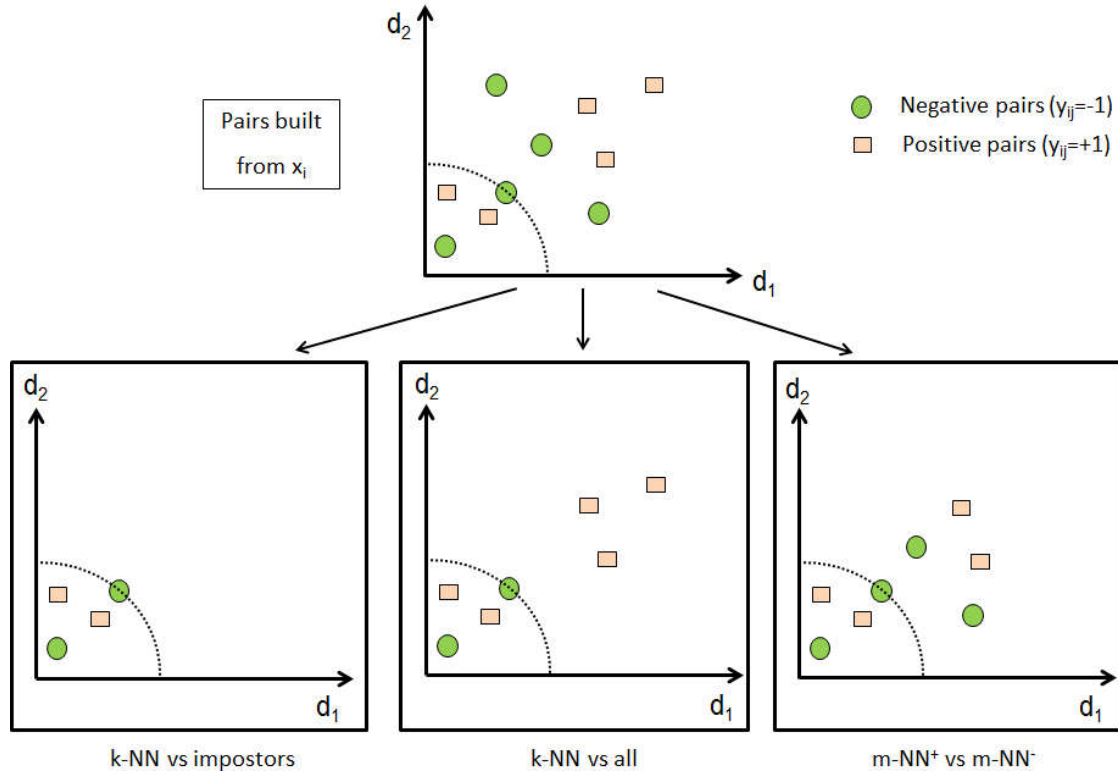 d₂
Pairs built
from xᵢ
Negative pairs (yᵢⱼ=-1)
Positive pairs (yᵢⱼ=+1)
d₁
d₂
d₁
d₂
d₁
d₂
d₁
k-NN vs impostors
k-NN vs all
m-NN⁺ vs m-NN⁻